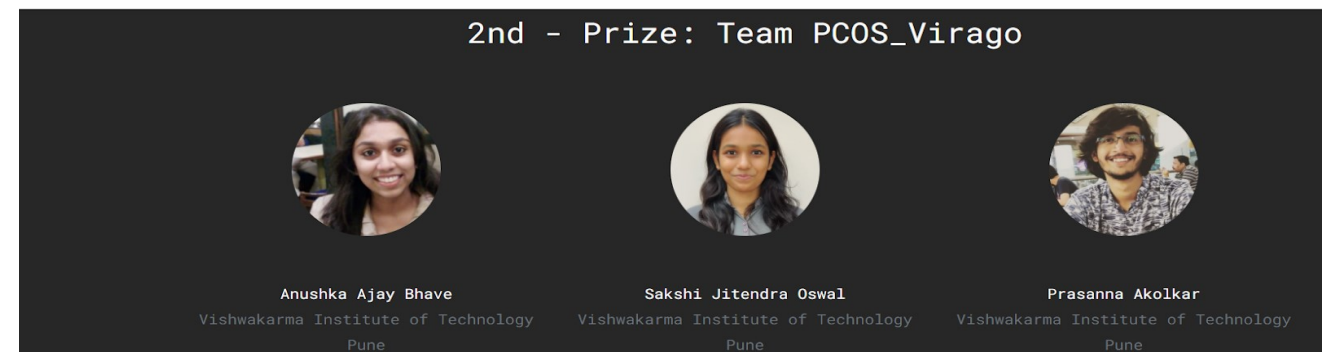 2nd - Prize: Team PCOS_Virago
Anushka Ajay Bhave
Vishwakarma Institute of Technology
Pune
Sakshi Jitendra Oswal
Vishwakarma Institute of Technology
Pune
Prasanna Akolkar
Vishwakarma Institute of Technology
Pune